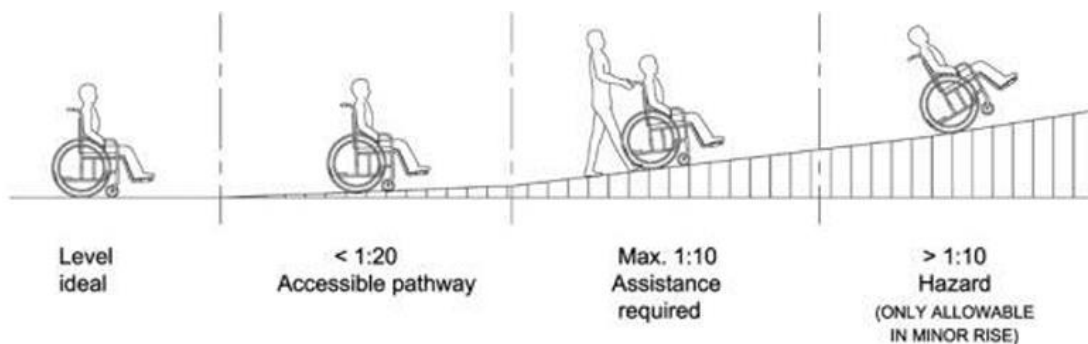 Level
ideal
< 1:20
Accessible pathway
Max. 1:10
Assistance
required
> 1:10
Hazard
(ONLY ALLOWABLE
IN MINOR RISE)